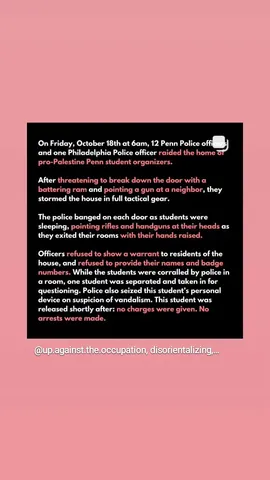 On Friday, October 18th at 6am, 12 Penn Police officers
and one Philadelphia Police officer raided the home of
pro-Palestine Penn student organizers.
After threatening to break down the door with a
battering ram and pointing a gun at a neighbor, they
stormed the house in full tactical gear.
The police banged on each door as students were
sleeping, pointing rifles and handguns at their heads as
they exited their rooms with their hands raised.
Officers refused to show a warrant to residents of the
house, and refused to provide their names and badge
numbers. While the students were corralled by police in
a room, one student was separated and taken in for
questioning. Police also seized this student's personal
device on suspicion of vandalism. This student was
released shortly after: no charges were given. No
arrests were made.
@up.against.the.occupation, disorientalizing,...